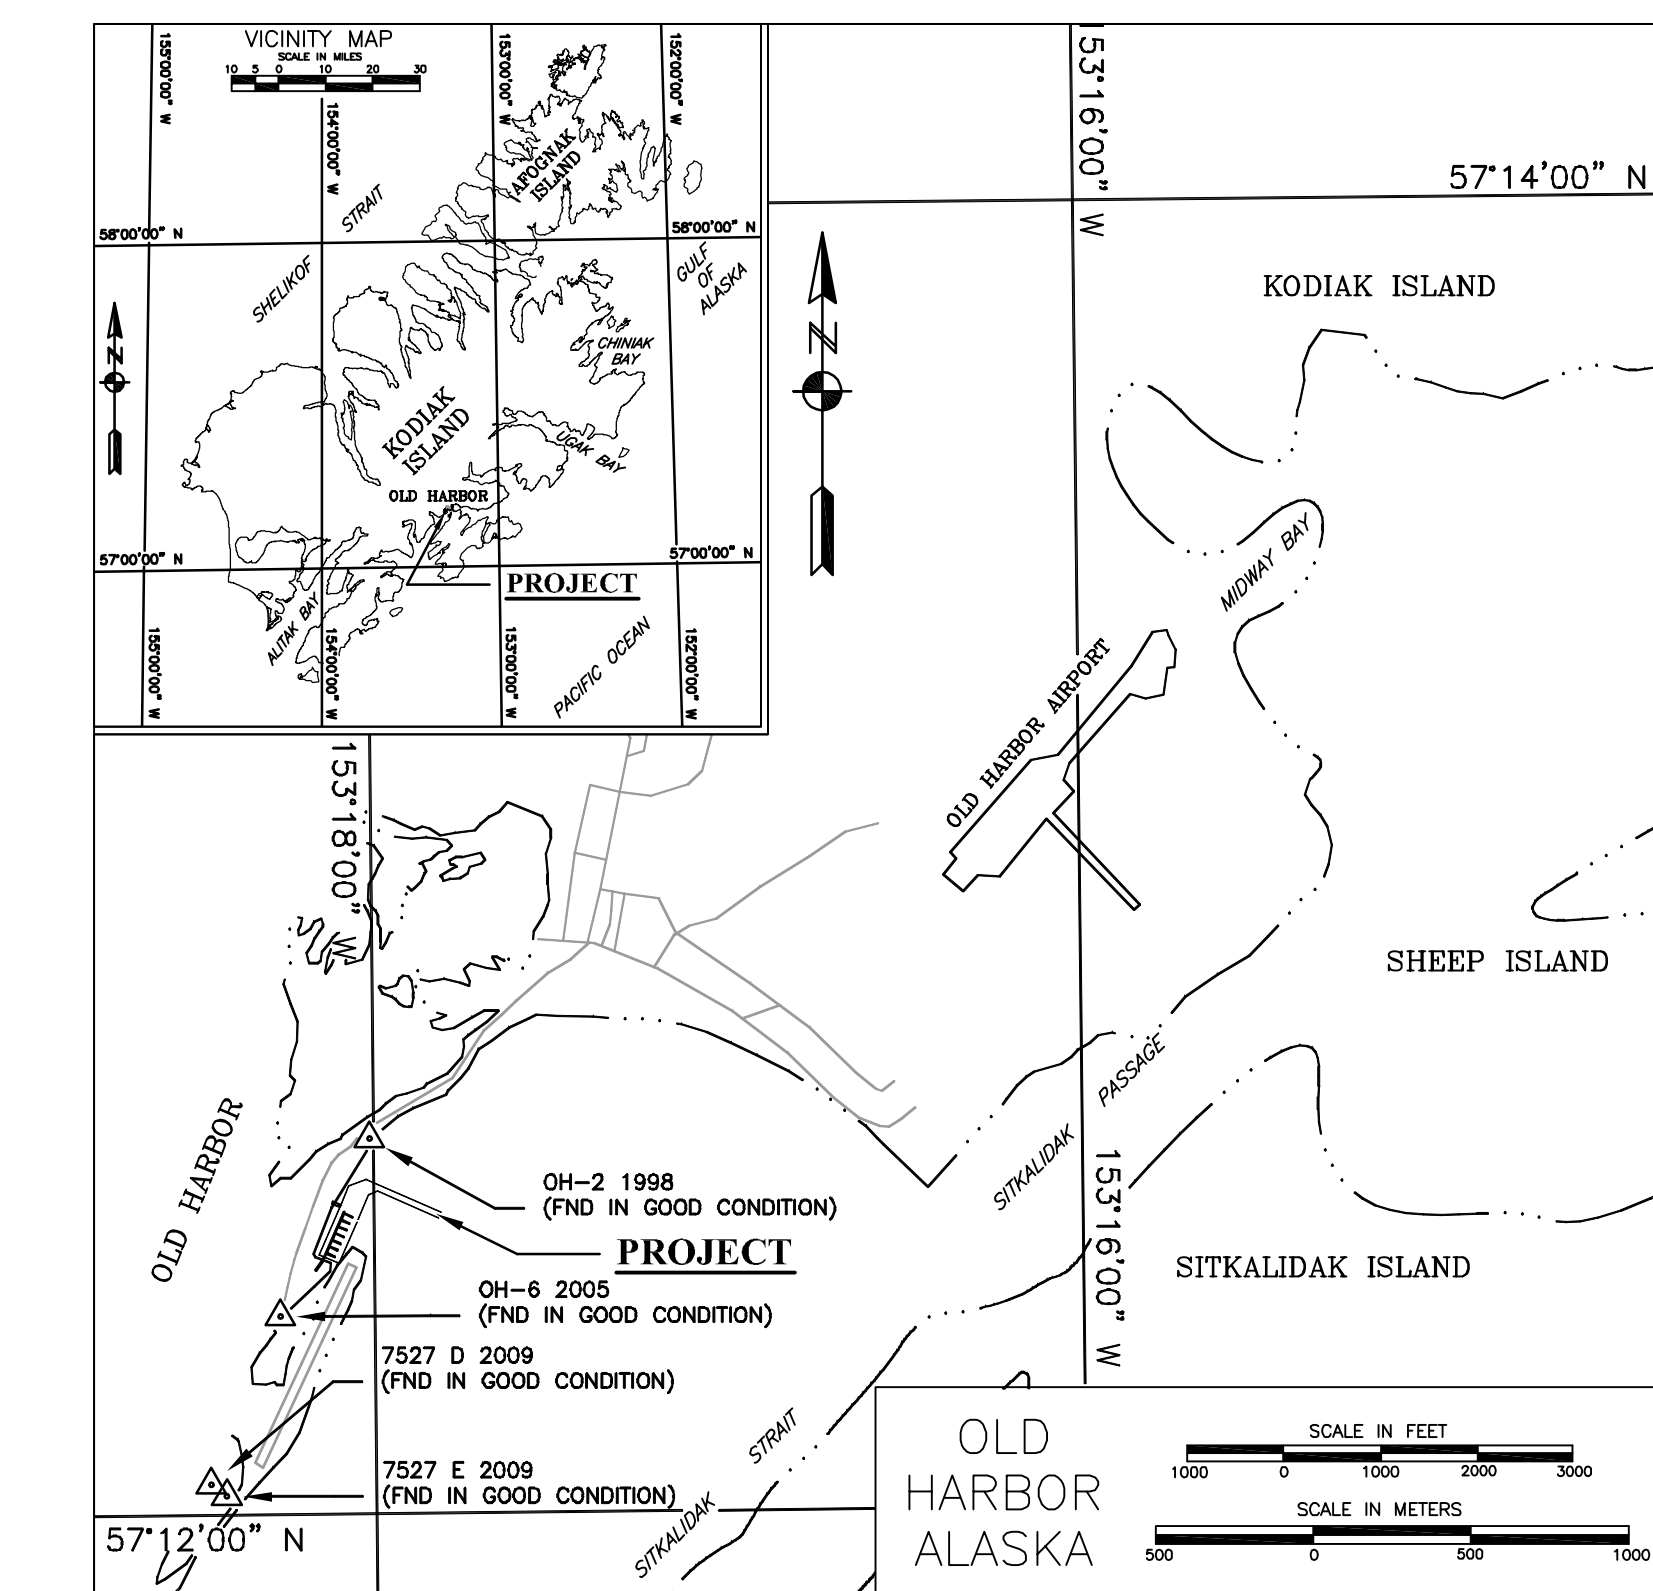 VICINITY MAP
SCALE IN MILES
10 5 0 10 20 30
155°00'00" W
154°00'00" W
153°00'00" W
152°00'00" W
AFOGNAK
ISLAND
STRAIT
SHELIKOF
58°00'00" N
58°00'00" N
GULF
OF
ALASKA
N
CHINIAK
BAY
KODIAK
ISLAND
UGAK BAY
OLD HARBOR
57°00'00" N
57°00'00" N
PROJECT
ALITAK BAY
PACIFIC OCEAN
155°00'00" W
154°00'00" W
153°00'00" W
152°00'00" W
153°16'00" W
57°14'00" N
N
KODIAK ISLAND
MIDWAY BAY
OLD HARBOR AIRPORT
153°18'00" W
SHEEP ISLAND
SITKALIDAK PASSAGE
OLD HARBOR
OH-2 1998
(FND IN GOOD CONDITION)
PROJECT
153°16'00" W
SITKALIDAK ISLAND
OH-6 2005
(FND IN GOOD CONDITION)
7527 D 2009
(FND IN GOOD CONDITION)
7527 E 2009
(FND IN GOOD CONDITION)
SITKALIDAK STRAIT
57°12'00" N
OLD
HARBOR
ALASKA
SCALE IN FEET
1000 0 1000 2000 3000
SCALE IN METERS
500 0 500 1000